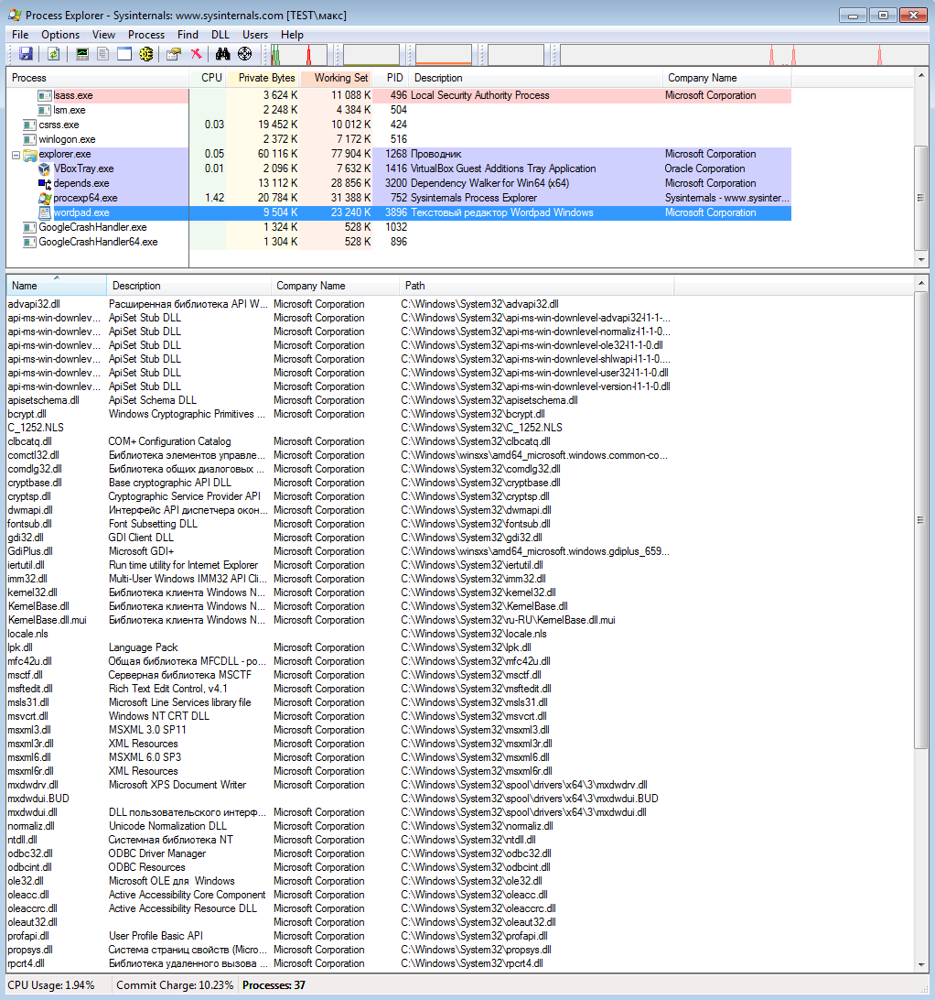 Process Explorer - Sysinternals: www.sysinternals.com [TEST\макс]
File Options View Process Find DLL Users Help
Process CPU Private Bytes Working Set PID Description Company Name
lsass.exe 3 624 K 11 088 K 496 Local Security Authority Process Microsoft Corporation
lsm.exe 2 248 K 4 384 K 504
csrss.exe 0.03 19 452 K 10 012 K 424
winlogon.exe 2 372 K 7 172 K 516
explorer.exe 0.05 60 116 K 77 904 K 1268 Проводник Microsoft Corporation
VBoxTray.exe 0.01 2 096 K 7 632 K 1416 VirtualBox Guest Additions Tray Application Oracle Corporation
depends.exe 13 112 K 28 856 K 3200 Dependency Walker for Win64 (x64) Microsoft Corporation
procexp64.exe 1.42 20 784 K 31 388 K 752 Sysinternals Process Explorer Sysinternals - www.sysinter...
wordpad.exe 9 504 K 23 240 K 3896 Текстовый редактор Wordpad Windows Microsoft Corporation
GoogleCrashHandler.exe 1 324 K 528 K 1032
GoogleCrashHandler64.exe 1 304 K 528 K 896
Name Description Company Name Path
advapi32.dll Расширенная библиотека API W... Microsoft Corporation C:\Windows\System32\advapi32.dll
api-ms-win-downlev... ApiSet Stub DLL Microsoft Corporation C:\Windows\System32\api-ms-win-downlevel-advapi32-l1-1-...
api-ms-win-downlev... ApiSet Stub DLL Microsoft Corporation C:\Windows\System32\api-ms-win-downlevel-normaliz-l1-1-0...
api-ms-win-downlev... ApiSet Stub DLL Microsoft Corporation C:\Windows\System32\api-ms-win-downlevel-ole32-l1-1-0.dll
api-ms-win-downlev... ApiSet Stub DLL Microsoft Corporation C:\Windows\System32\api-ms-win-downlevel-shlwapi-l1-1-0....
api-ms-win-downlev... ApiSet Stub DLL Microsoft Corporation C:\Windows\System32\api-ms-win-downlevel-user32-l1-1-0.dll
api-ms-win-downlev... ApiSet Stub DLL Microsoft Corporation C:\Windows\System32\api-ms-win-downlevel-version-l1-1-0.dll
apisetschema.dll ApiSet Schema DLL Microsoft Corporation C:\Windows\System32\apisetschema.dll
bcrypt.dll Windows Cryptographic Primitives ... Microsoft Corporation C:\Windows\System32\bcrypt.dll
C_1252.NLS C:\Windows\System32\C_1252.NLS
clbcatq.dll COM+ Configuration Catalog Microsoft Corporation C:\Windows\System32\clbcatq.dll
comctl32.dll Библиотека элементов управле... Microsoft Corporation C:\Windows\winsxs\amd64_microsoft.windows.common-co...
comdlg32.dll Библиотека общих диалоговых ... Microsoft Corporation C:\Windows\System32\comdlg32.dll
cryptbase.dll Base cryptographic API DLL Microsoft Corporation C:\Windows\System32\cryptbase.dll
cryptsp.dll Cryptographic Service Provider API Microsoft Corporation C:\Windows\System32\cryptsp.dll
dwmapi.dll Интерфейс API диспетчера окон... Microsoft Corporation C:\Windows\System32\dwmapi.dll
fontsub.dll Font Subsetting DLL Microsoft Corporation C:\Windows\System32\fontsub.dll
gdi32.dll GDI Client DLL Microsoft Corporation C:\Windows\System32\gdi32.dll
GdiPlus.dll Microsoft GDI+ Microsoft Corporation C:\Windows\winsxs\amd64_microsoft.windows.gdiplus_659...
iertutil.dll Run time utility for Internet Explorer Microsoft Corporation C:\Windows\System32\iertutil.dll
imm32.dll Multi-User Windows IMM32 API Cli... Microsoft Corporation C:\Windows\System32\imm32.dll
kernel32.dll Библиотека клиента Windows N... Microsoft Corporation C:\Windows\System32\kernel32.dll
KernelBase.dll Библиотека клиента Windows N... Microsoft Corporation C:\Windows\System32\KernelBase.dll
KernelBase.dll.mui Библиотека клиента Windows N... Microsoft Corporation C:\Windows\System32\ru-RU\KernelBase.dll.mui
locale.nls C:\Windows\System32\locale.nls
lpk.dll Language Pack Microsoft Corporation C:\Windows\System32\lpk.dll
mfc42u.dll Общая библиотека MFCDLL - ро... Microsoft Corporation C:\Windows\System32\mfc42u.dll
msctf.dll Серверная библиотека MSCTF Microsoft Corporation C:\Windows\System32\msctf.dll
msftedit.dll Rich Text Edit Control, v4.1 Microsoft Corporation C:\Windows\System32\msftedit.dll
msls31.dll Microsoft Line Services library file Microsoft Corporation C:\Windows\System32\msls31.dll
msvcrt.dll Windows NT CRT DLL Microsoft Corporation C:\Windows\System32\msvcrt.dll
msxml3.dll MSXML 3.0 SP11 Microsoft Corporation C:\Windows\System32\msxml3.dll
msxml3r.dll XML Resources Microsoft Corporation C:\Windows\System32\msxml3r.dll
msxml6.dll MSXML 6.0 SP3 Microsoft Corporation C:\Windows\System32\msxml6.dll
msxml6r.dll XML Resources Microsoft Corporation C:\Windows\System32\msxml6r.dll
mxdwdrv.dll Microsoft XPS Document Writer Microsoft Corporation C:\Windows\System32\spool\drivers\x64\3\mxdwdrv.dll
mxdwdui.BUD C:\Windows\System32\spool\drivers\x64\3\mxdwdui.BUD
mxdwdui.dll DLL пользовательского интерф... Microsoft Corporation C:\Windows\System32\spool\drivers\x64\3\mxdwdui.dll
normaliz.dll Unicode Normalization DLL Microsoft Corporation C:\Windows\System32\normaliz.dll
ntdll.dll Системная библиотека NT Microsoft Corporation C:\Windows\System32\ntdll.dll
odbc32.dll ODBC Driver Manager Microsoft Corporation C:\Windows\System32\odbc32.dll
odbcint.dll ODBC Resources Microsoft Corporation C:\Windows\System32\odbcint.dll
ole32.dll Microsoft OLE для Windows Microsoft Corporation C:\Windows\System32\ole32.dll
oleacc.dll Active Accessibility Core Component Microsoft Corporation C:\Windows\System32\oleacc.dll
oleaccrc.dll Active Accessibility Resource DLL Microsoft Corporation C:\Windows\System32\oleaccrc.dll
oleaut32.dll Microsoft Corporation C:\Windows\System32\oleaut32.dll
profapi.dll User Profile Basic API Microsoft Corporation C:\Windows\System32\profapi.dll
propsys.dll Система страниц свойств (Micro... Microsoft Corporation C:\Windows\System32\propsys.dll
rpcrt4.dll Библиотека удаленного вызова ... Microsoft Corporation C:\Windows\System32\rpcrt4.dll
CPU Usage: 1.94% Commit Charge: 10.23% Processes: 37